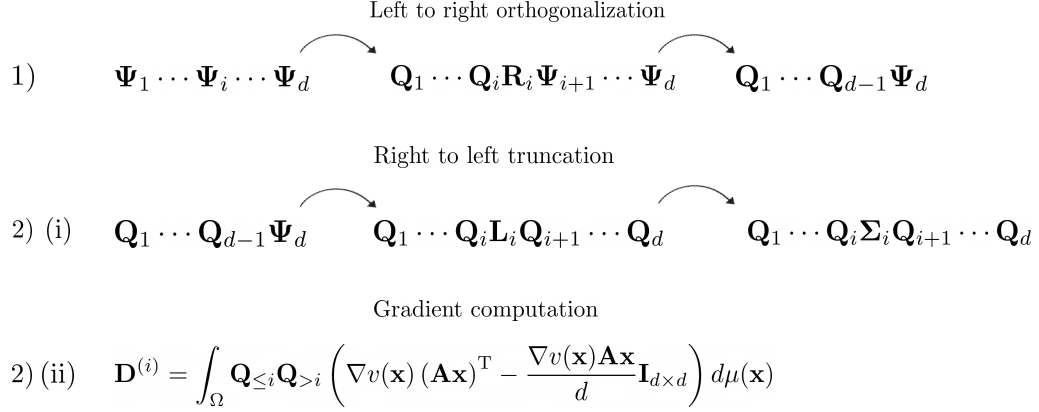 Left to right orthogonalization
1) Ψ₁ ⋯ Ψᵢ ⋯ Ψ_d Q₁ ⋯ QᵢRᵢΨᵢ₊₁ ⋯ Ψ_d Q₁ ⋯ Q_{d−1}Ψ_d
Right to left truncation
2) (i) Q₁ ⋯ Q_{d−1}Ψ_d Q₁ ⋯ QᵢLᵢQᵢ₊₁ ⋯ Q_d Q₁ ⋯ QᵢΣᵢQᵢ₊₁ ⋯ Q_d
Gradient computation
2) (ii) D^{(i)} = ∫_Ω Q_{≤i}Q_{>i} ( ∇v(x) (Ax)^T − \frac{∇v(x)Ax}{d} I_{d×d} ) dμ(x)